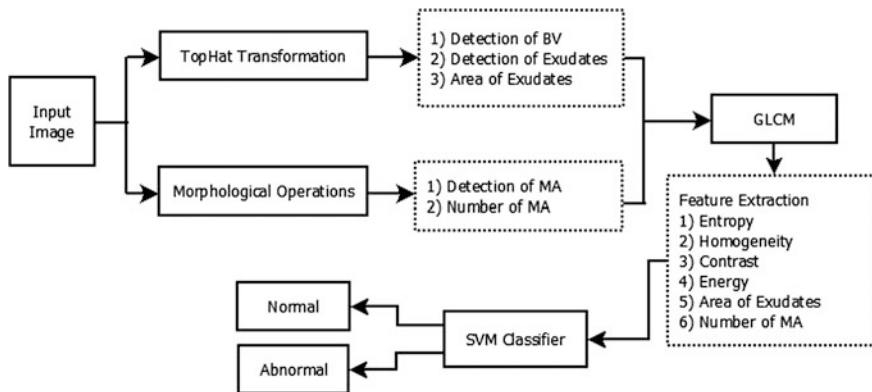 Input
Image
TopHat Transformation
1) Detection of BV
2) Detection of Exudates
3) Area of Exudates
Morphological Operations
1) Detection of MA
2) Number of MA
GLCM
Feature Extraction
1) Entropy
2) Homogeneity
3) Contrast
4) Energy
5) Area of Exudates
6) Number of MA
SVM Classifier
Normal
Abnormal